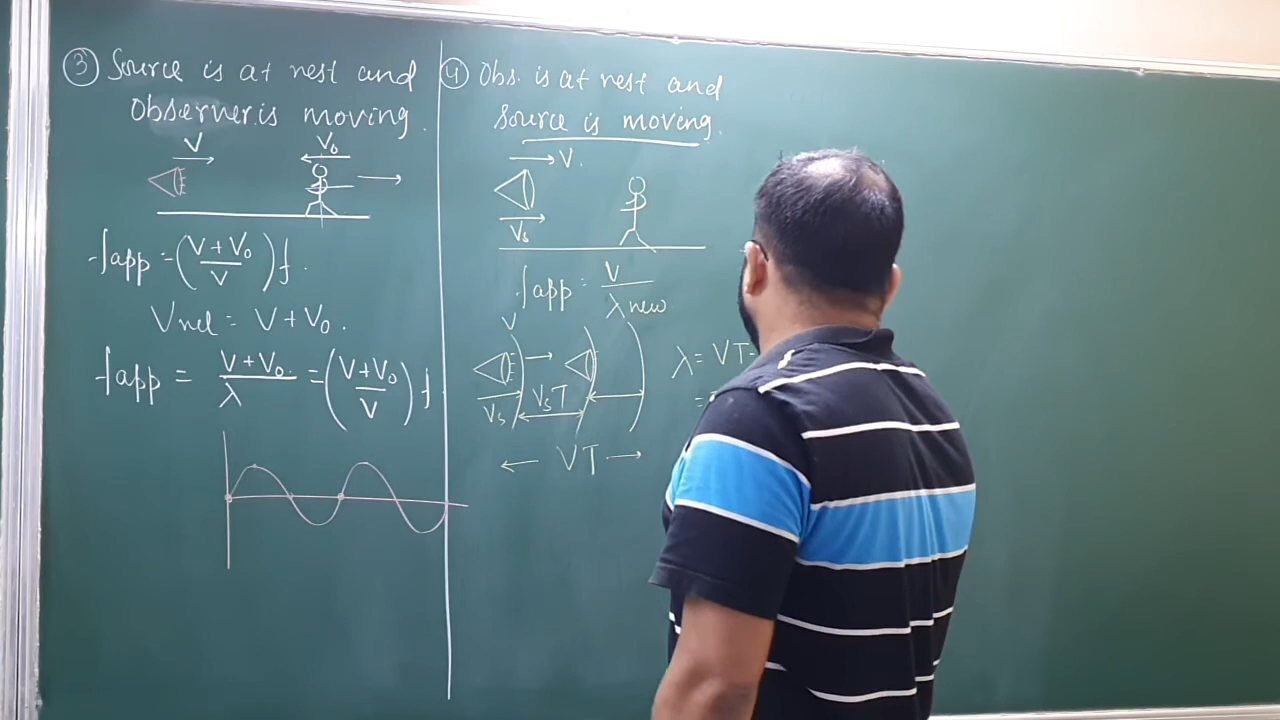 ③ Source is at rest and
Observer is moving.
V
V₀
fapp = (V + V₀ / V) f.
Vrel = V + V₀.
fapp = V + V₀. / λ = (V + V₀ / V) f
④ Obs. is at rest and
Source is moving.
V.
Vs
fapp = V / λ new.
V
λ = VT-
Vs
VsT
=
← VT →